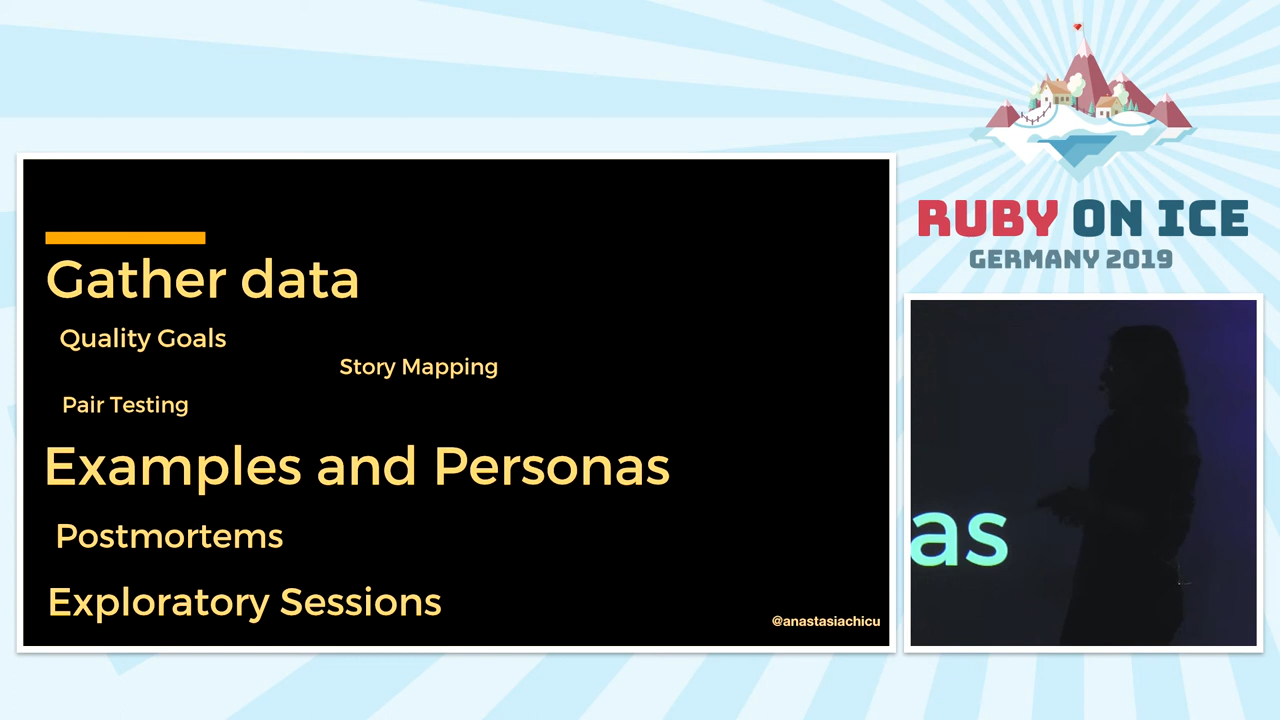 Gather data
Quality Goals
Story Mapping
Pair Testing
Examples and Personas
Postmortems
Exploratory Sessions
@anastasiachicu
RUBY ON ICE
GERMANY 2019
as